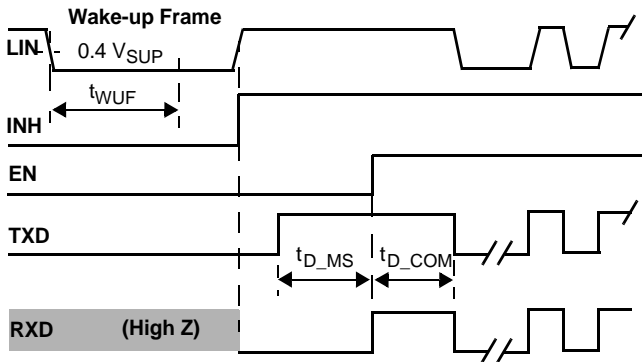 Wake-up Frame
LIN
0.4 VSUP
tWUF
INH
EN
TXD
tD_MS
tD_COM
RXD
(High Z)